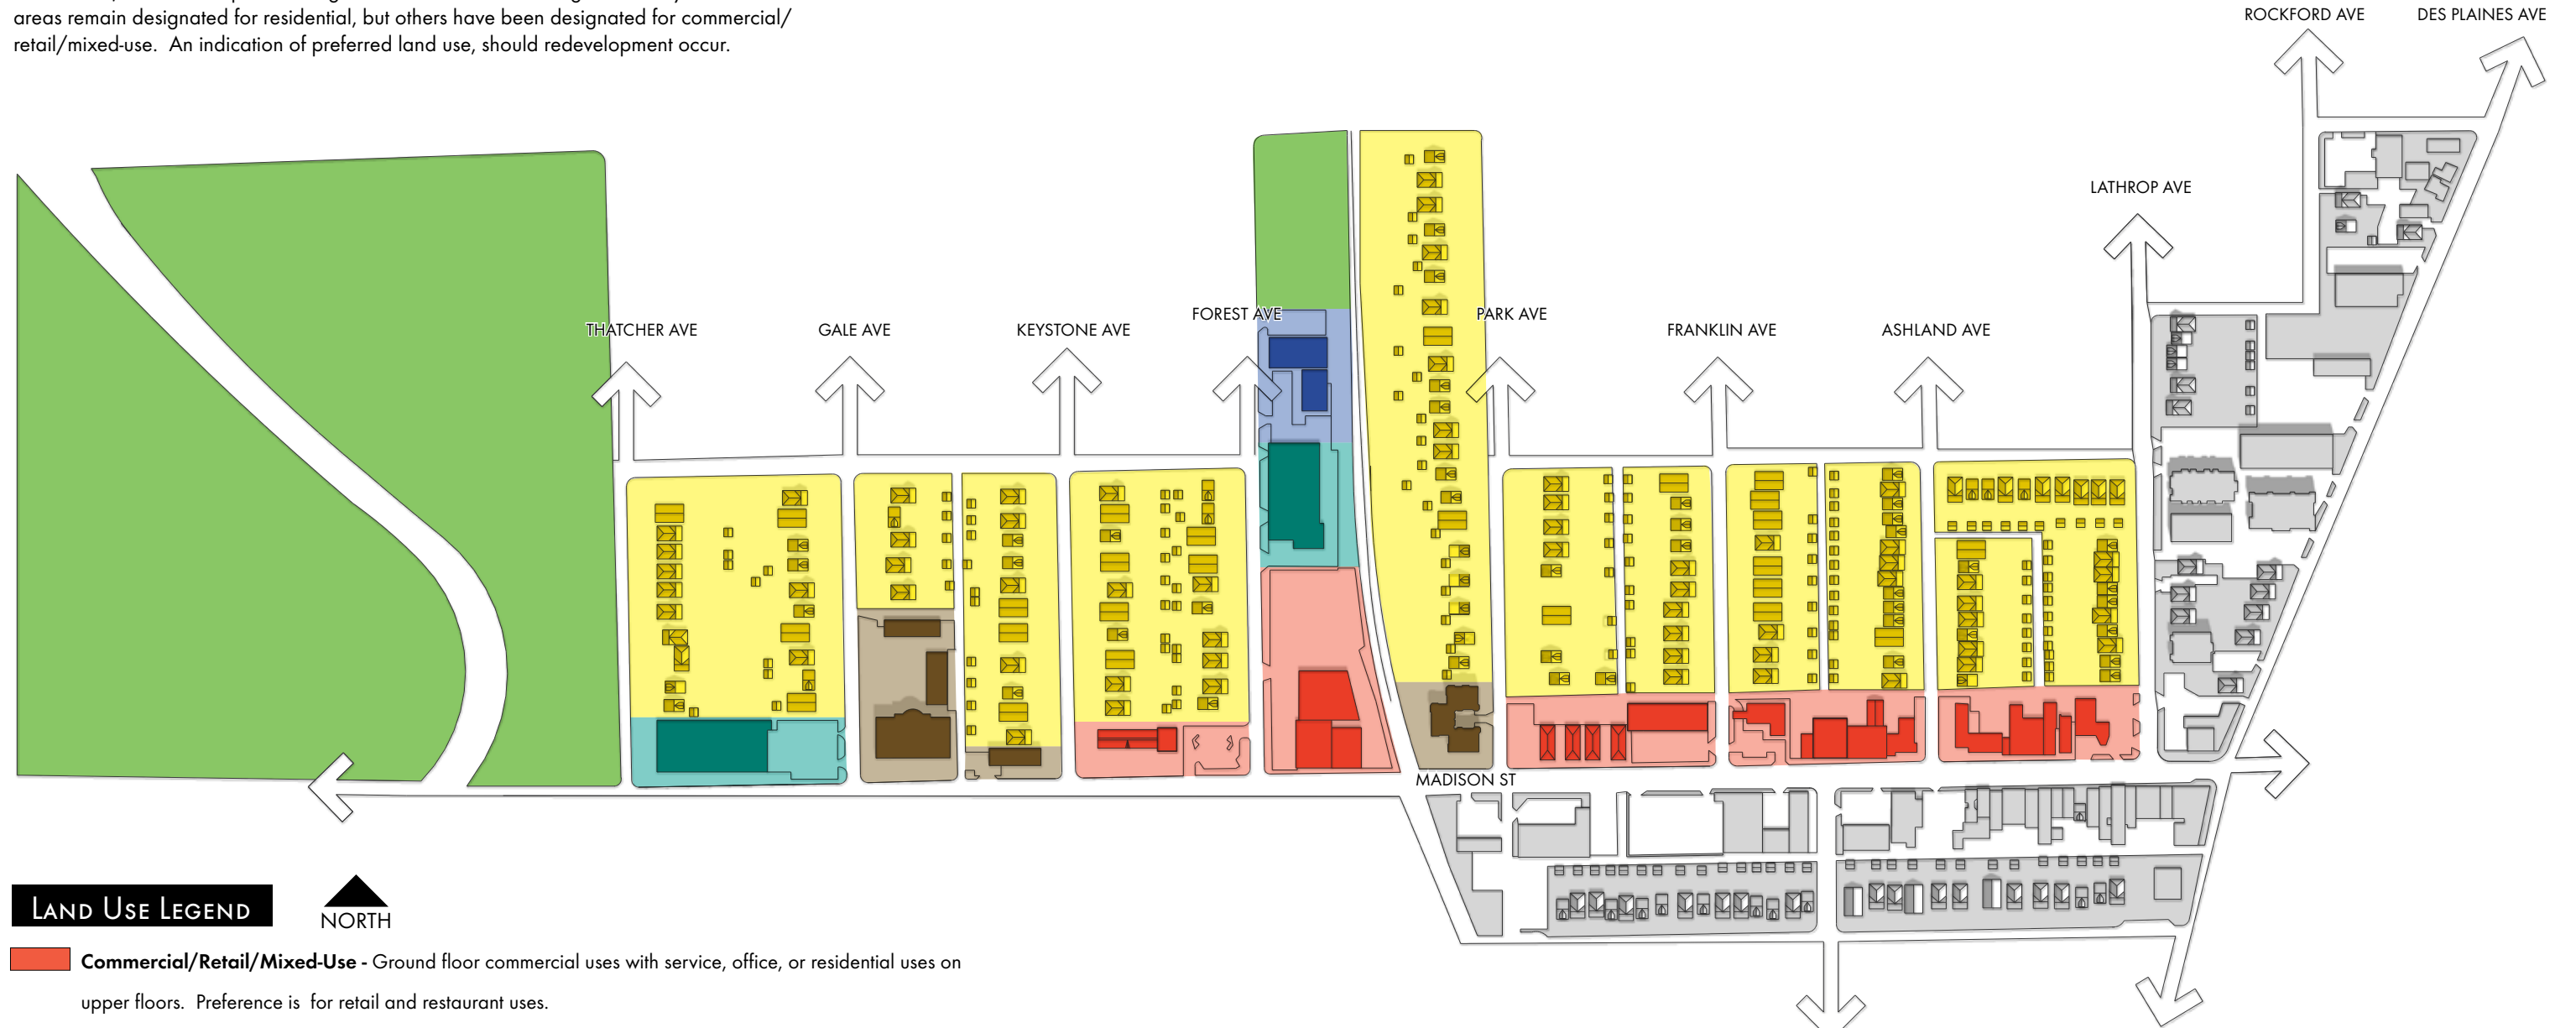 areas remain designated for residential, but others have been designated for commercial/
retail/mixed-use. An indication of preferred land use, should redevelopment occur.
ROCKFORD AVE
DES PLAINES AVE
LATHROP AVE
THATCHER AVE
GALE AVE
KEYSTONE AVE
FOREST AVE
PARK AVE
FRANKLIN AVE
ASHLAND AVE
MADISON ST
LAND USE LEGEND
NORTH
Commercial/Retail/Mixed-Use - Ground floor commercial uses with service, office, or residential uses on
upper floors. Preference is for retail and restaurant uses.